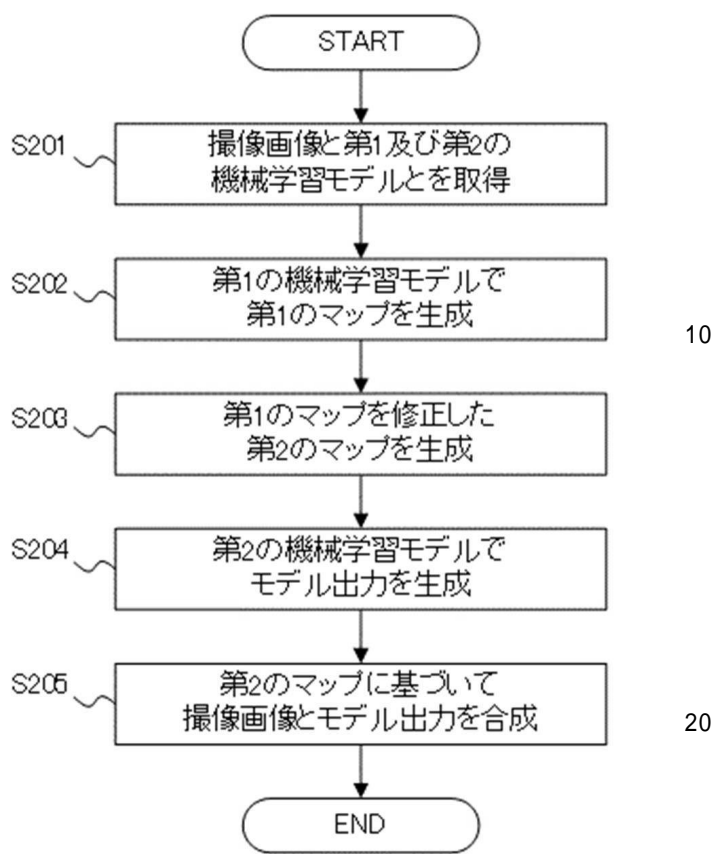 START
S201
撮像画像と第1及び第2の
機械学習モデルとを取得
S202
第1の機械学習モデルで
第1のマップを生成
10
S203
第1のマップを修正した
第2のマップを生成
S204
第2の機械学習モデルで
モデル出力を生成
S205
第2のマップに基づいて
撮像画像とモデル出力を合成
20
END